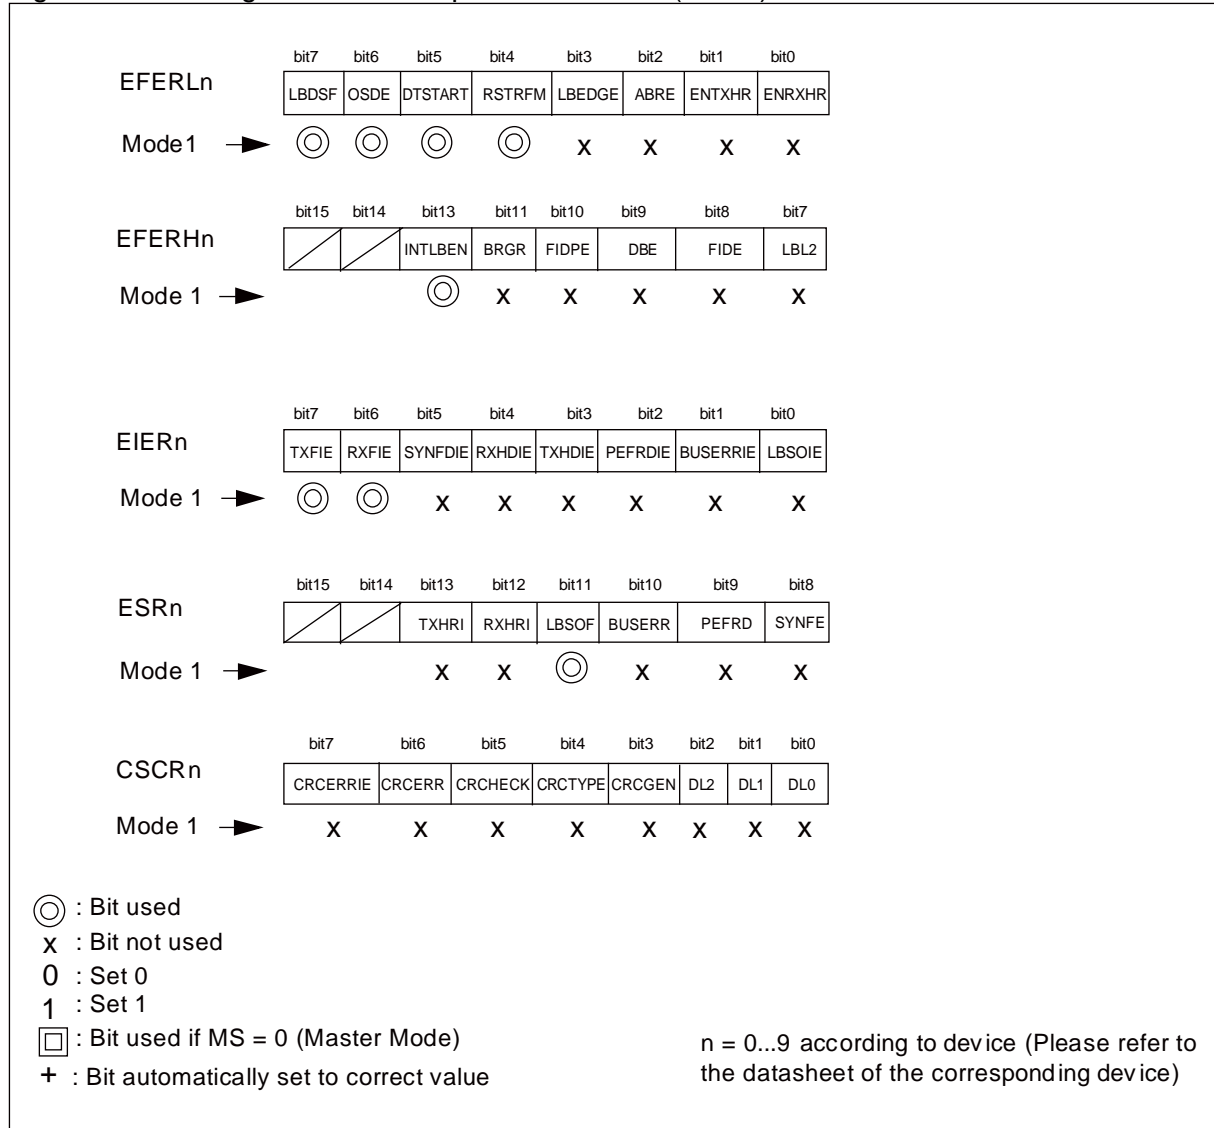 bit7 bit6 bit5 bit4 bit3 bit2 bit1 bit0
EFERLn LBDSF OSDE DTSTART RSTRFM LBEDGE ABRE ENTXHR ENRXHR
Mode1 x x x x
bit15 bit14 bit13 bit11 bit10 bit9 bit8 bit7
EFERHn INTLBEN BRGR FIDPE DBE FIDE LBL2
Mode 1 x x x x x
bit7 bit6 bit5 bit4 bit3 bit2 bit1 bit0
EIERn TXFIE RXFIE SYNFDIE RXHDIE TXHDIE PEFRDIE BUSERRIE LBSOIE
Mode 1 x x x x x x
bit15 bit14 bit13 bit12 bit11 bit10 bit9 bit8
ESRn TXHRI RXHRI LBSOF BUSERR PEFRD SYNFE
Mode 1 x x x x x
bit7 bit6 bit5 bit4 bit3 bit2 bit1 bit0
CSCRn CRCERRIE CRCERR CRCHECK CRCTYPE CRCGEN DL2 DL1 DL0
Mode 1 x x x x x x x x
: Bit used
x : Bit not used
0 : Set 0
1 : Set 1
: Bit used if MS = 0 (Master Mode)
+ : Bit automatically set to correct value
n = 0...9 according to device (Please refer to
the datasheet of the corresponding device)